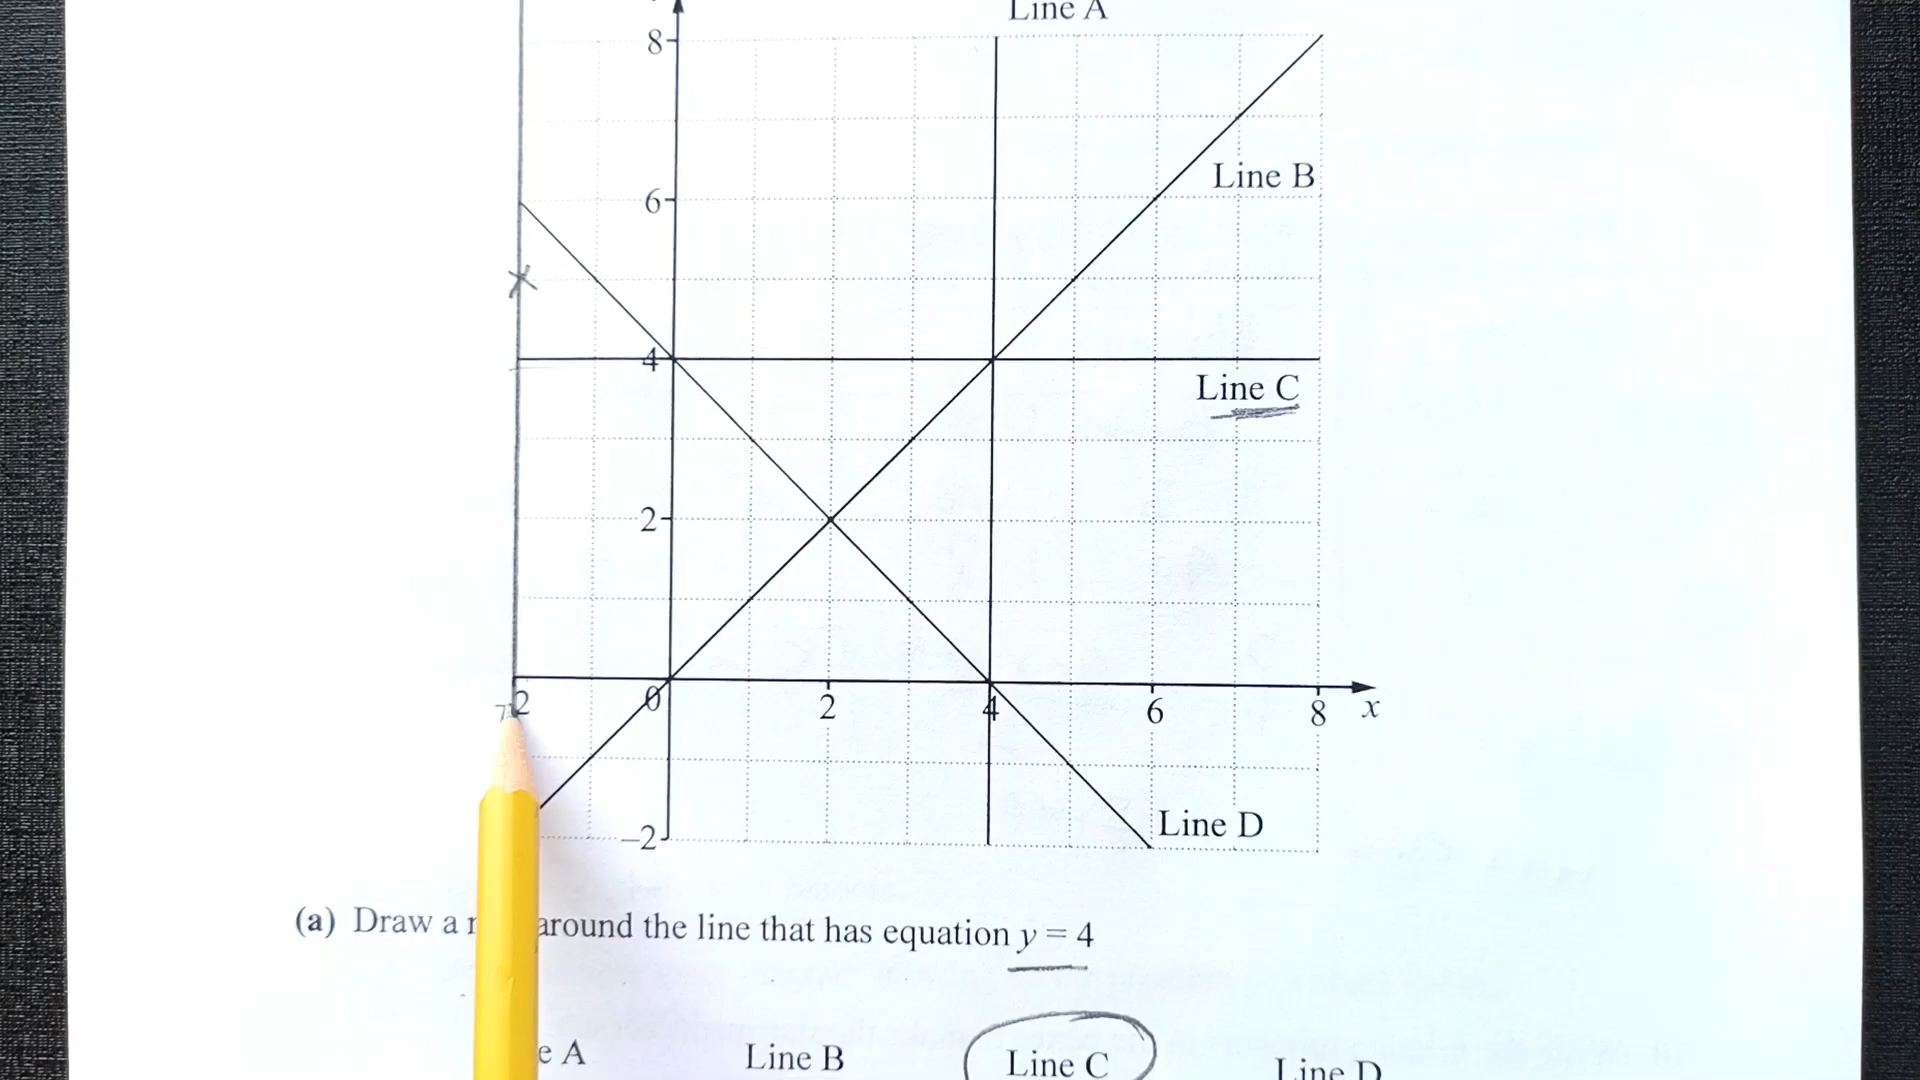 Line A
8
Line B
6
4
Line C
2
-2 0 2 4 6 8 x
Line D
–2
(a) Draw a around the line that has equation y = 4
e A Line B Line C Line D